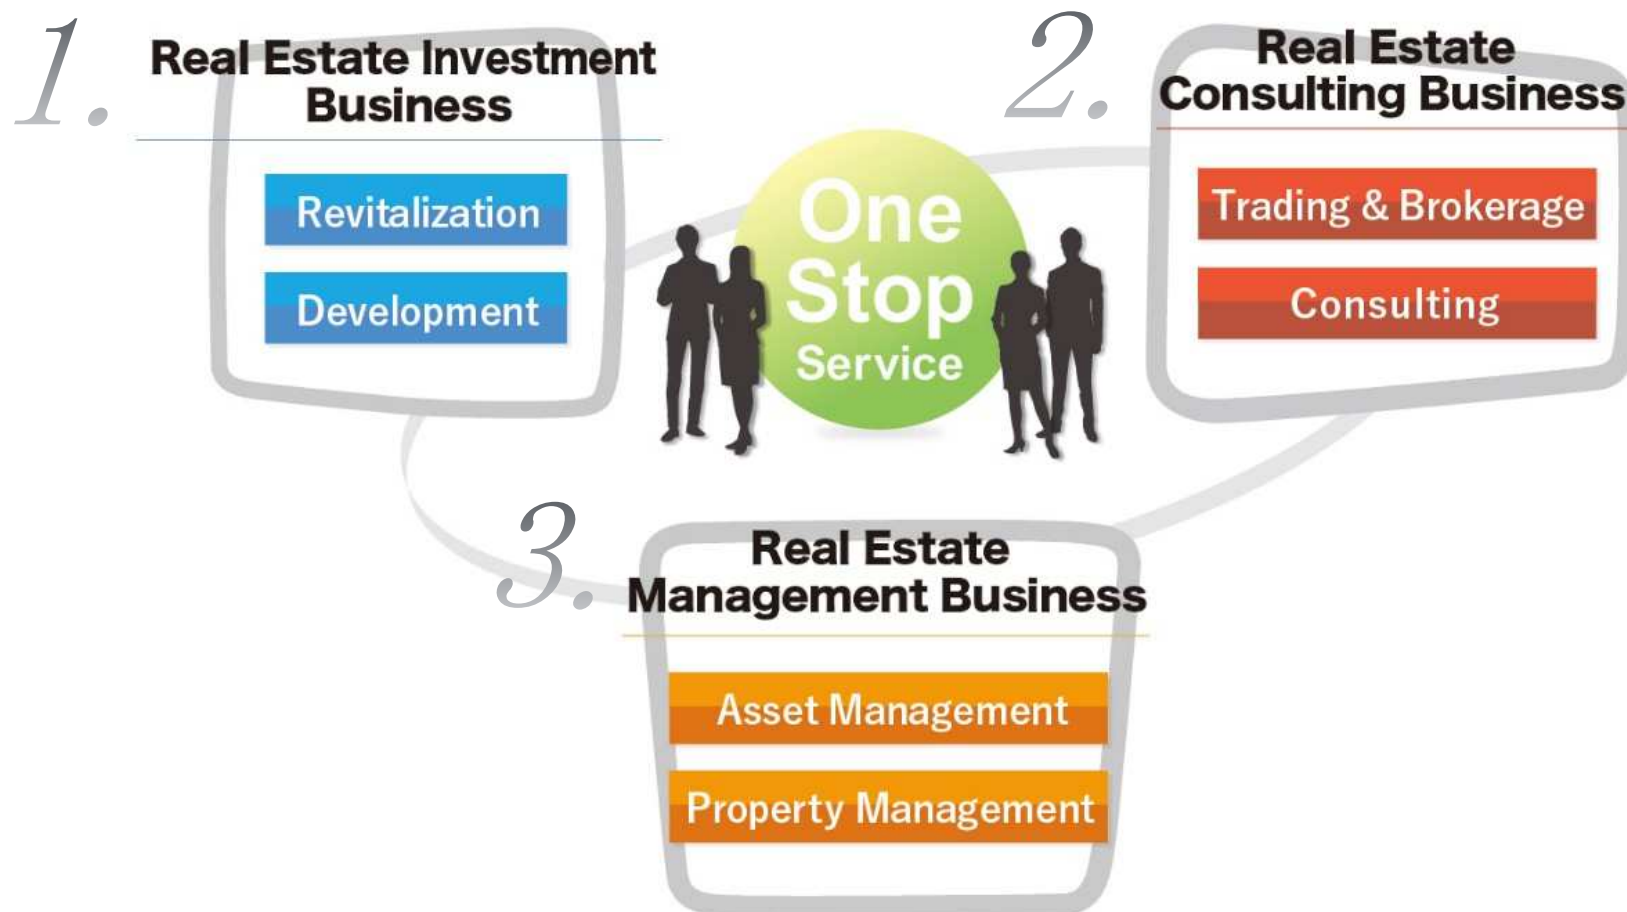 1.
Real Estate Investment
Business
Revitalization
Development
One
Stop
Service
2.
Real Estate
Consulting Business
Trading & Brokerage
Consulting
3.
Real Estate
Management Business
Asset Management
Property Management